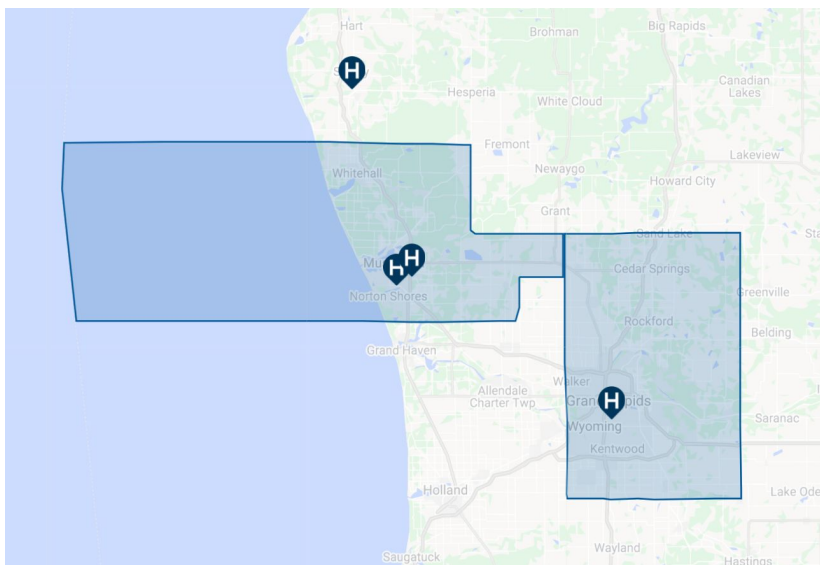 Hart
Brohman
Big Rapids
H
Canadian
Lakes
Hesperia
White Cloud
Fremont
Lakeview
Whitehall
Newaygo
Howard City
Grant
Sand Lake
H
h
Cedar Springs
Norton Shores
Greenville
Rockford
Belding
Grand Haven
Walker
Allendale
Charter Twp
H
Saranac
Wyoming
Kentwood
Holland
Lake Ode
Wayland
Saugatuck
Hastings